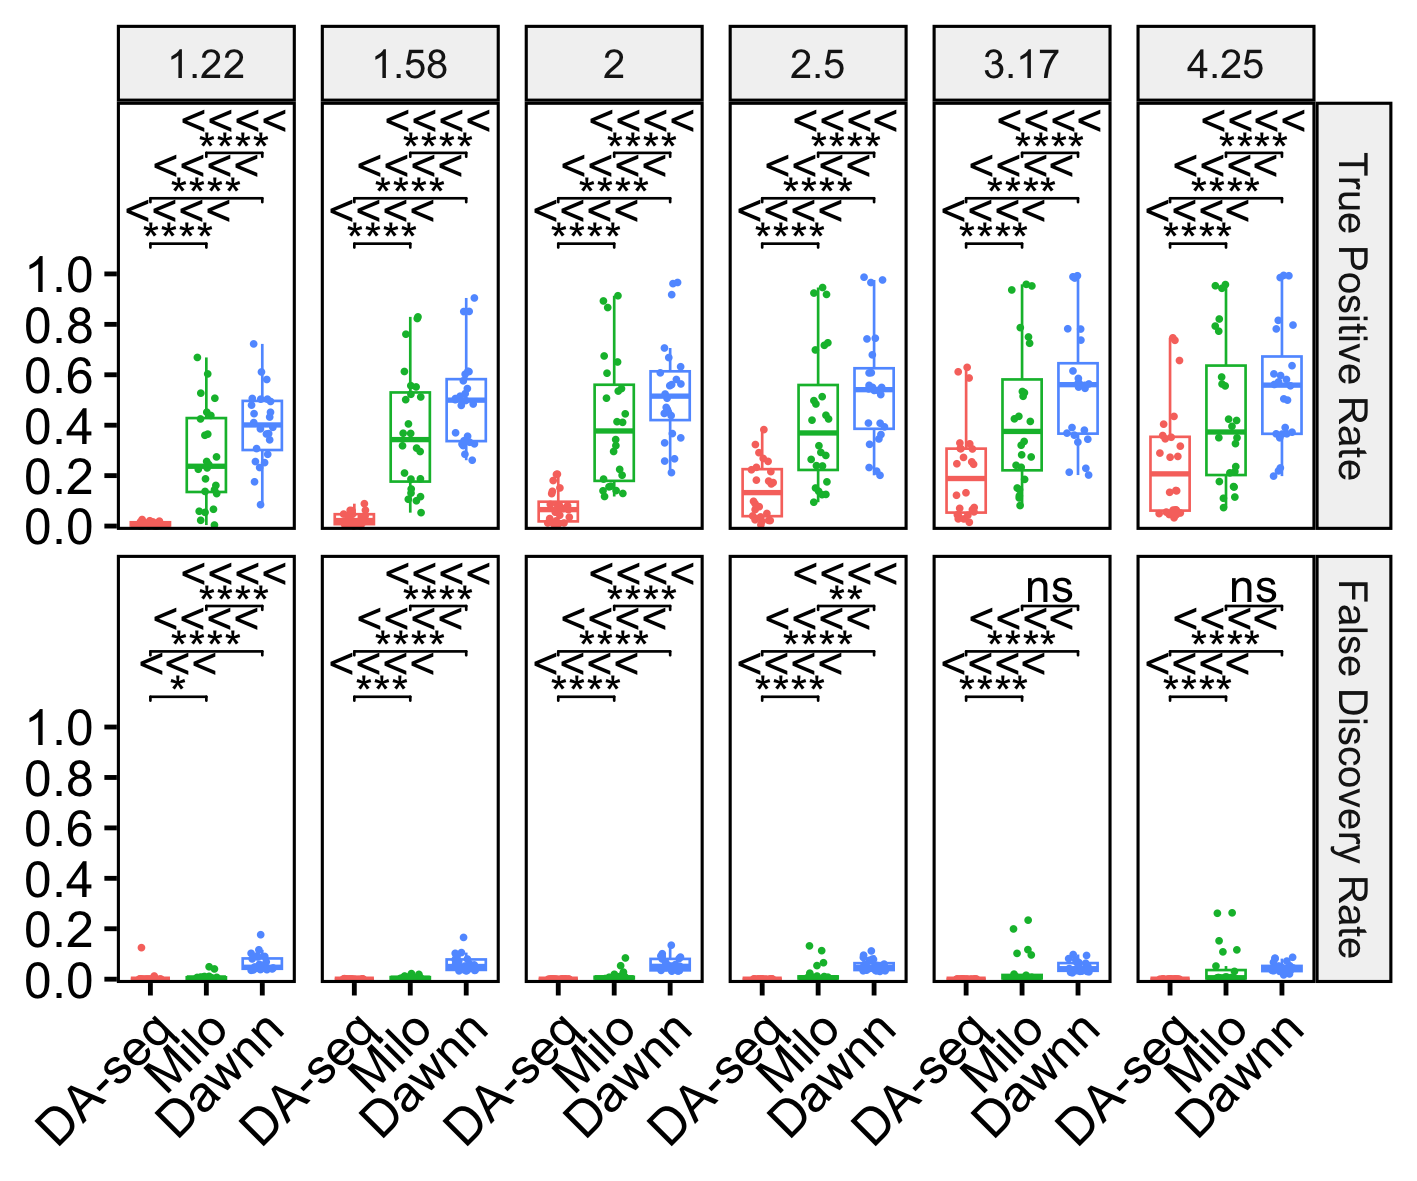 1.22 1.58 2 2.5 3.17 4.25
<<<< <<<< <<<< <<<< <<<< <<<<
**** **** **** **** **** ****
<<<< <<<< <<<< <<<< <<<< <<<<
**** **** **** **** **** ****
<<<< <<<< <<<< <<<< <<<< <<<<
**** **** **** **** **** ****
1.0
0.8
0.6
0.4
0.2
0.0
True Positive Rate
<<<< <<<< <<<< <<<< ns ns
**** **** **** **
<<<< <<<< <<<< <<<< <<<< <<<<
**** **** **** **** **** ****
<<< <<<< <<<< <<<< <<<< <<<<
* *** **** **** **** ****
1.0
0.8
0.6
0.4
0.2
0.0
False Discovery Rate
DA-seq Milo Dawnn DA-seq Milo Dawnn DA-seq Milo Dawnn DA-seq Milo Dawnn DA-seq Milo Dawnn DA-seq Milo Dawnn